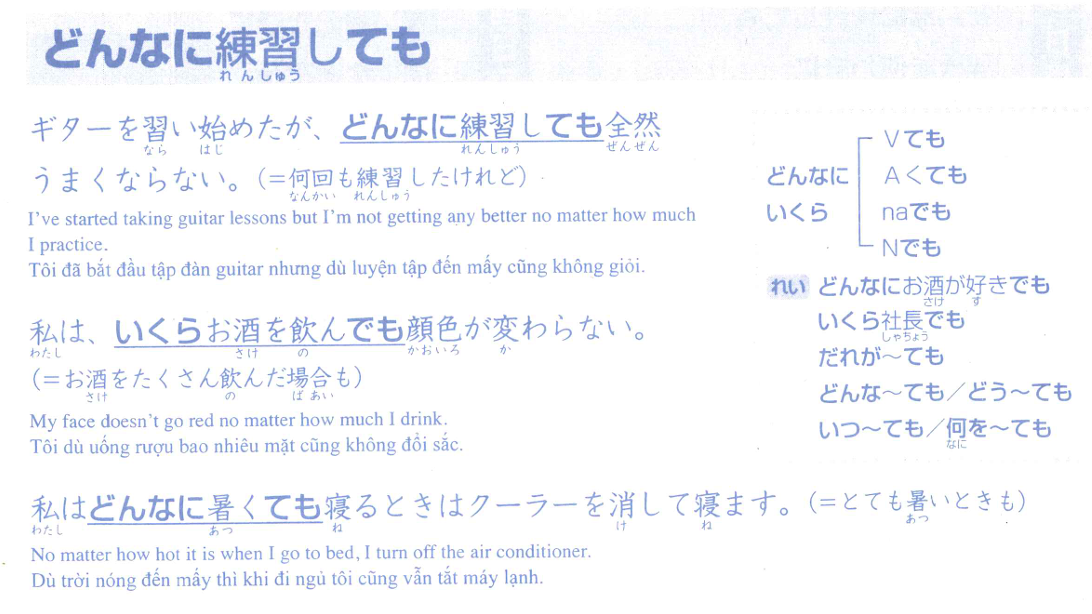 どんなに練習しても
れんしゅう
ギターを習い始めたが、どんなに練習しても全然
なら はじ れんしゅう ぜんぜん
うまくならない。(=何回も練習したけれど)
なんかい れんしゅう
I've started taking guitar lessons but I'm not getting any better no matter how much
I practice.
Tôi đã bắt đầu tập đàn guitar nhưng dù luyện tập đến mấy cũng không giỏi.
私は、いくらお酒を飲んでも顔色が変わらない。
わたし さけ の かおいろ か
(=お酒をたくさん飲んだ場合も)
さけ の ばあい
My face doesn't go red no matter how much I drink.
Tôi dù uống rượu bao nhiêu mặt cũng không đổi sắc.
私はどんなに暑くても寝るときはクーラーを消して寝ます。(=とても暑いときも)
わたし あつ ね け ね あつ
No matter how hot it is when I go to bed, I turn off the air conditioner.
Dù trời nóng đến mấy thì khi đi ngủ tôi cũng vẫn tắt máy lạnh.
どんなに
いくら
Vても
Aくても
naでも
Nでも
れい どんなにお酒が好きでも
さけ す
いくら社長でも
しゃちょう
だれが～ても
どんな～ても／どう～ても
いつ～ても／何を～ても
なに